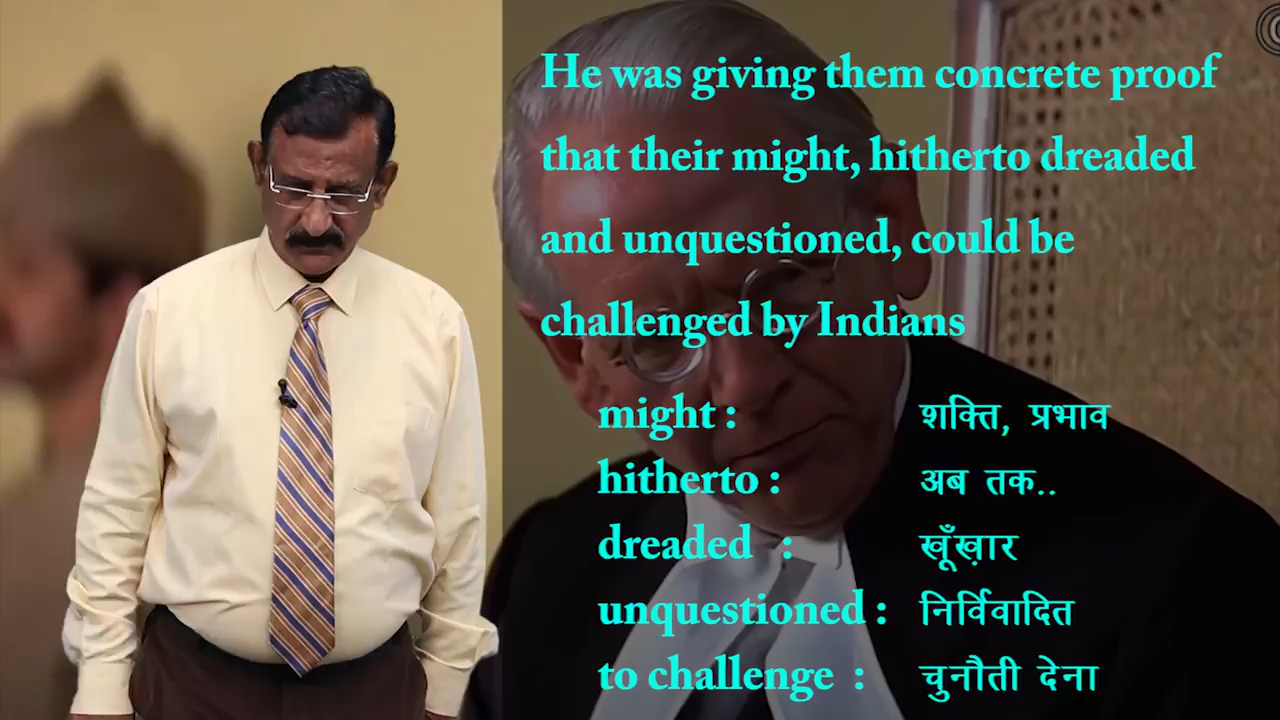 He was giving them concrete proof
that their might, hitherto dreaded
and unquestioned, could be
challenged by Indians
might : शक्ति, प्रभाव
hitherto : अब तक..
dreaded : खूँख़ार
unquestioned : निर्विवादित
to challenge : चुनौती देना